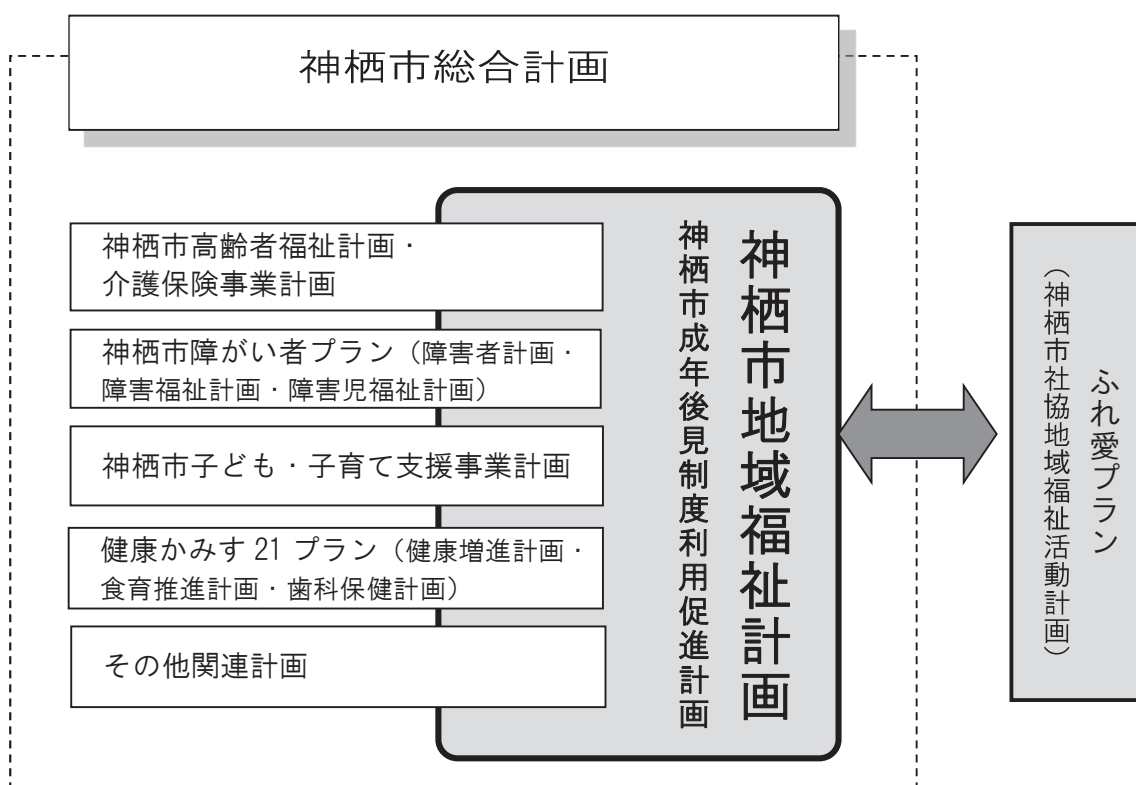 神栖市総合計画
神栖市高齢者福祉計画・
介護保険事業計画
神栖市障がい者プラン（障害者計画・
障害福祉計画・障害児福祉計画）
神栖市子ども・子育て支援事業計画
健康かみす 21 プラン（健康増進計画・
食育推進計画・歯科保健計画）
その他関連計画
神栖市地域福祉計画
神栖市成年後見制度利用促進計画
ふれ愛プラン
（神栖市社協地域福祉活動計画）